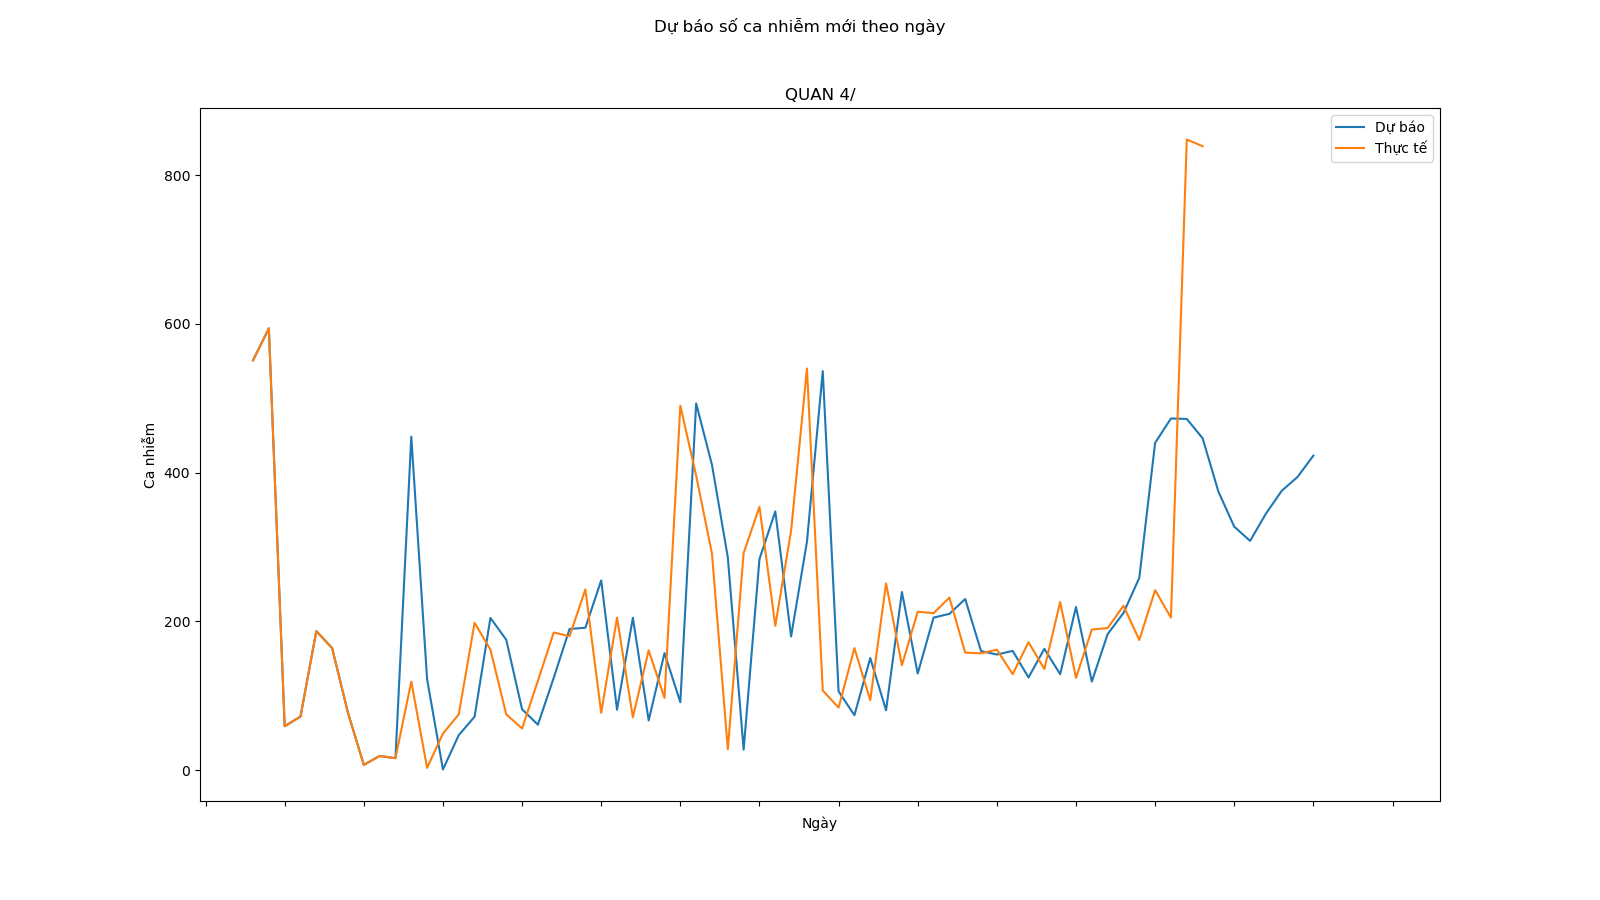 Dự báo số ca nhiễm mới theo ngày
QUAN 4/
Dự báo
Thực tế
800
600
400
200
0
Ca nhiễm
Ngày